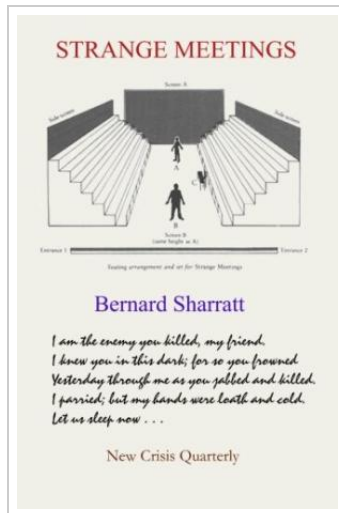 STRANGE MEETINGS
Screen A
Side-screen
Side-screen
A
C
B
Screen B
(same height as A)
Entrance 1
Entrance 2
Seating arrangement and set for Strange Meetings
Bernard Sharratt
I am the enemy you killed, my friend.
I knew you in this dark; for so you frowned
Yesterday through me as you jabbed and killed.
I parried; but my hands were loath and cold.
Let us sleep now . . .
New Crisis Quarterly